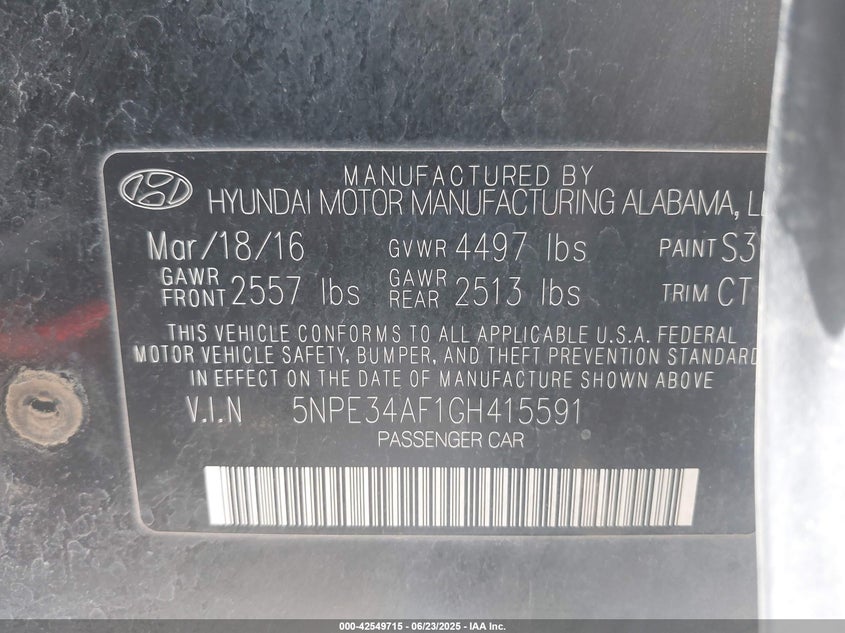 MANUFACTURED BY
HYUNDAI MOTOR MANUFACTURING ALABAMA,
Mar/18/16 GVWR 4497 lbs PAINT S3
GAWR FRONT 2557 lbs GAWR REAR 2513 lbs TRIM CT
THIS VEHICLE CONFORMS TO ALL APPLICABLE U.S.A. FEDERAL
MOTOR VEHICLE SAFETY, BUMPER, AND THEFT PREVENTION STANDARD
IN EFFECT ON THE DATE OF MANUFACTURE SHOWN ABOVE
V.I.N 5NPE34AF1GH415591
PASSENGER CAR
000-42549715 - 06/23/2025 - IAA Inc.